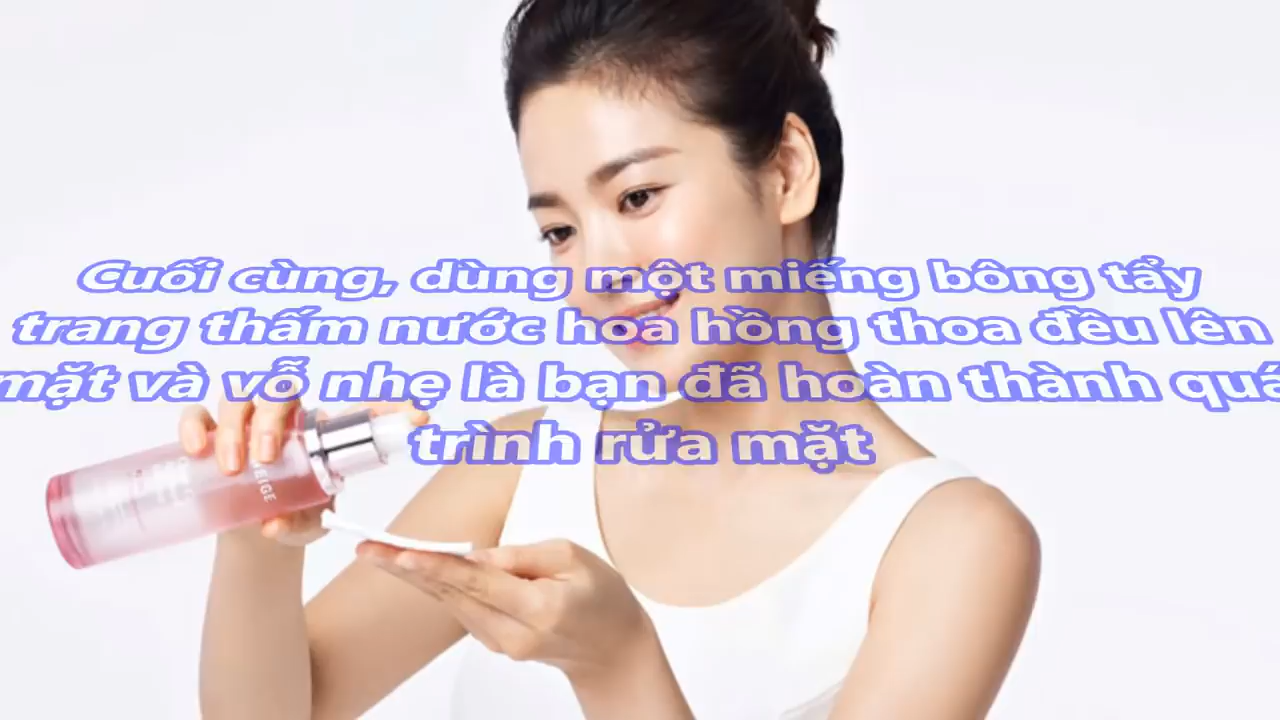 Cuối cùng, dùng một miếng bông tẩy
trang thấm nước hoa hồng thoa đều lên
mặt và vỗ nhẹ là bạn đã hoàn thành quá
trình rửa mặt